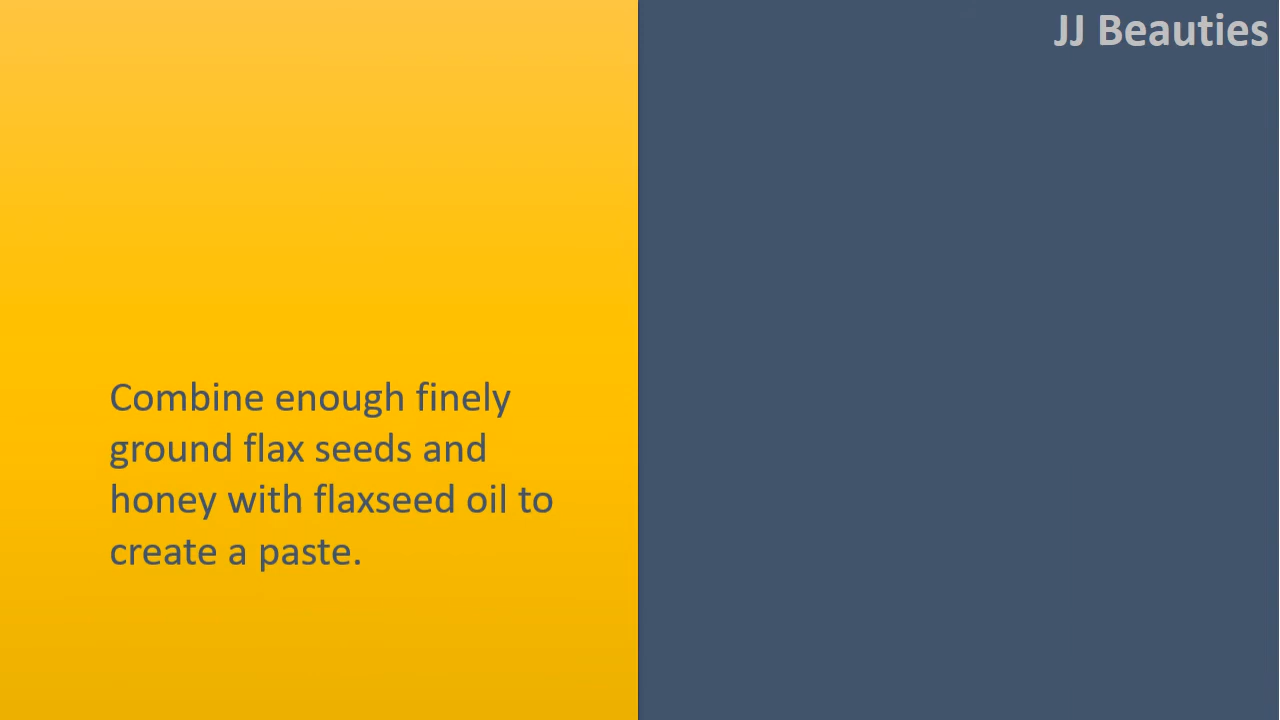 JJ Beauties
Combine enough finely
ground flax seeds and
honey with flaxseed oil to
create a paste.